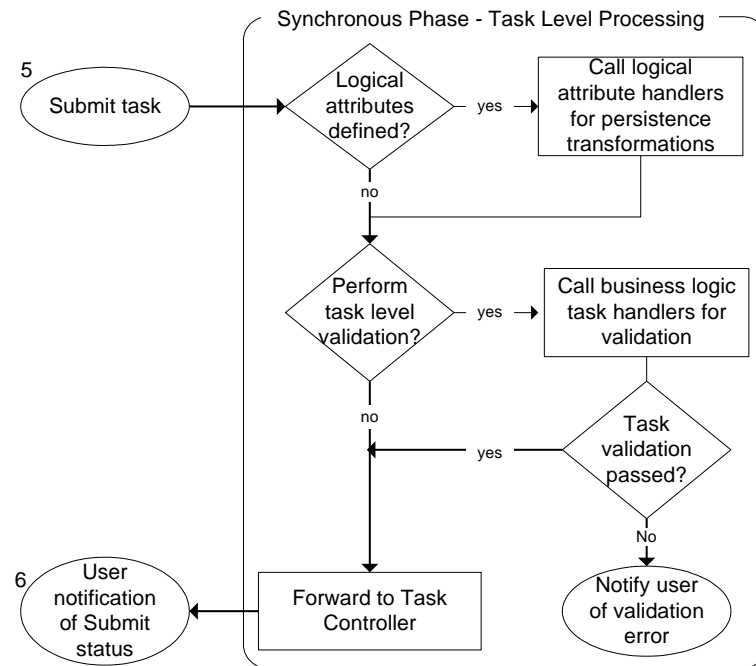 Synchronous Phase - Task Level Processing
5
Submit task
Logical
attributes
defined?
yes
Call logical
attribute handlers
for persistence
transformations
no
Perform
task level
validation?
yes
Call business logic
task handlers for
validation
no
yes
Task
validation
passed?
No
6
User
notification
of Submit
status
Forward to Task
Controller
Notify user
of validation
error